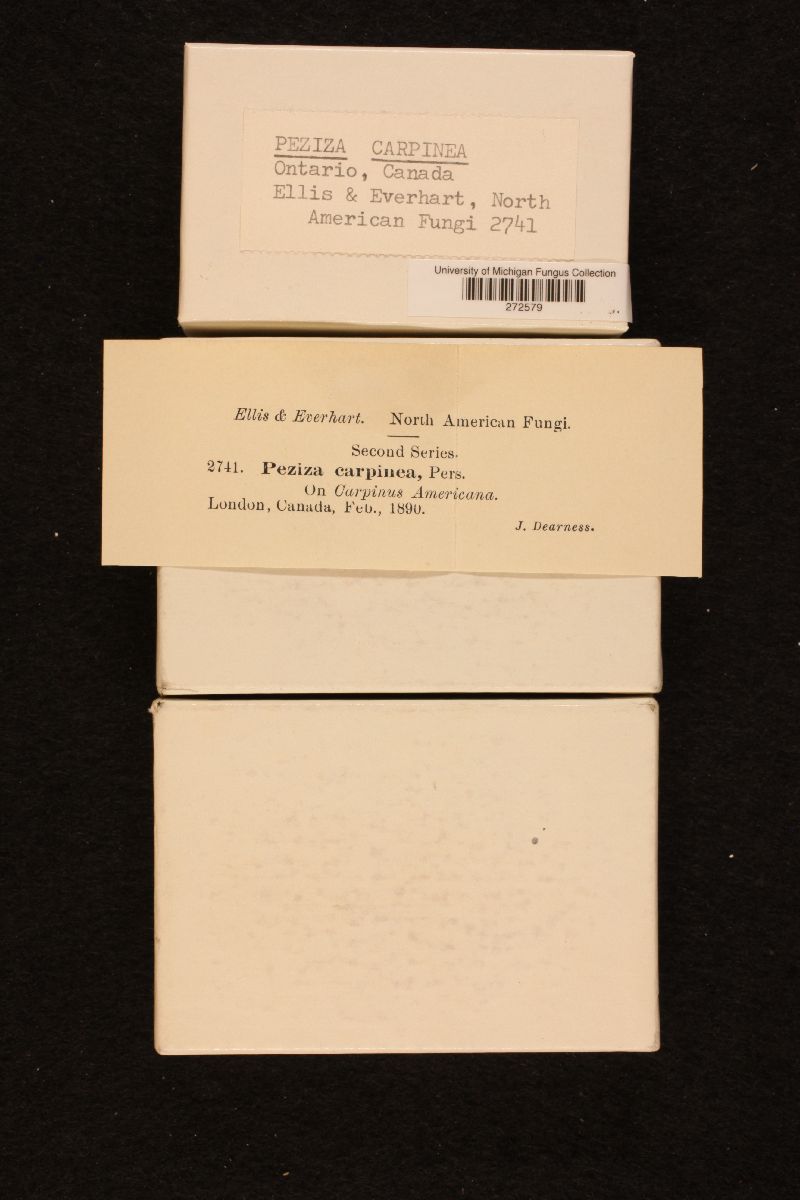 PEZIZA CARPINEA
Ontario, Canada
Ellis & Everhart, North
American Fungi 2741
University of Michigan Fungus Collection
272579
Ellis & Everhart. North American Fungi.
Second Series.
2741. Peziza carpinea, Pers.
On Carpinus Americana.
London, Canada, Feb., 1890.
J. Dearness.